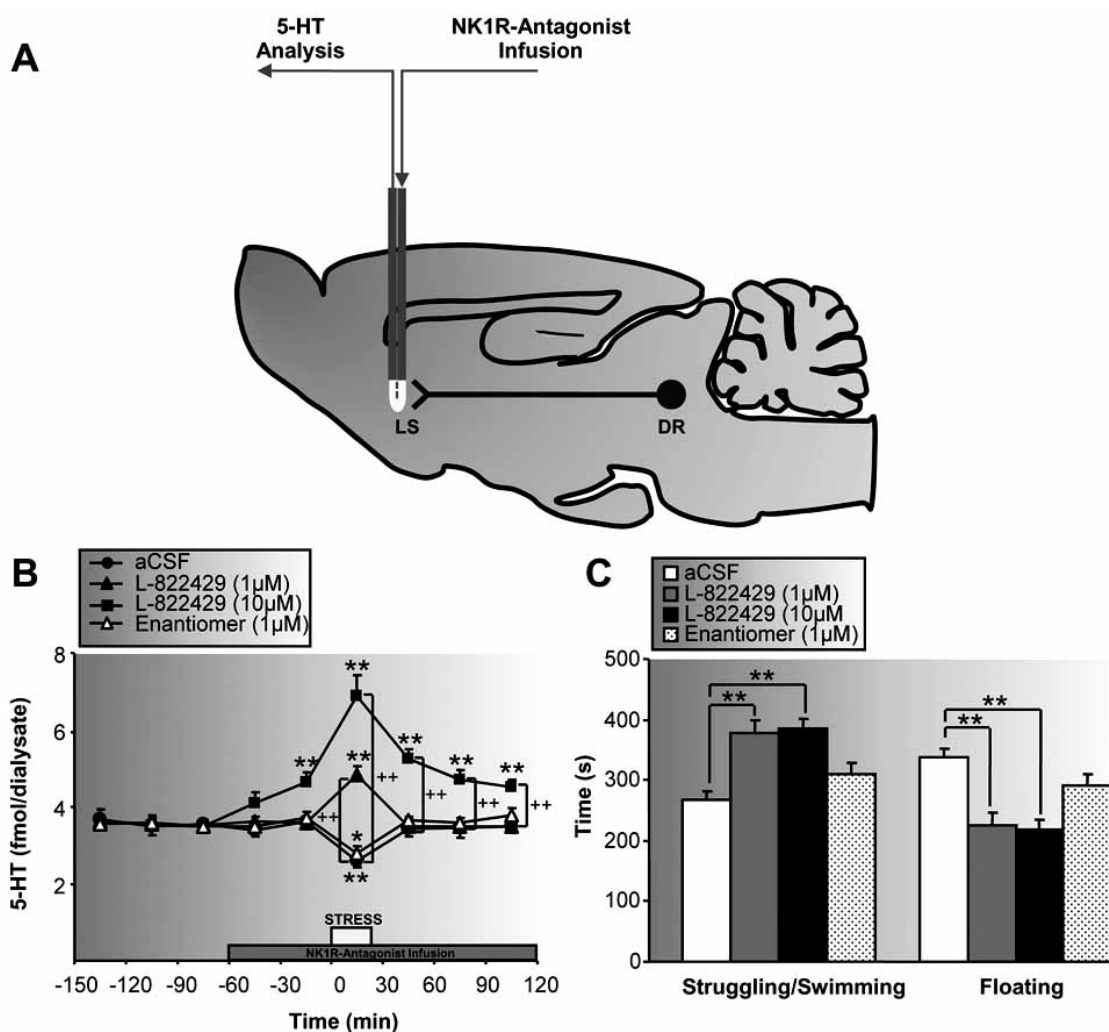 A
5-HT
Analysis
NK1R-Antagonist
Infusion
LS
DR
B
aCSF
L-822429 (1µM)
L-822429 (10µM)
Enantiomer (1µM)
5-HT (fmol/dialysate)
8
6
4
2
**
**
**
**
**
**
*
**
++
++
++
++
++
STRESS
NK1R-Antagonist Infusion
-150 -120 -90 -60 -30 0 30 60 90 120
Time (min)
C
aCSF
L-822429 (1µM)
L-822429 (10µM
Enantiomer (1µM)
Time (s)
500
400
300
200
100
0
**
**
**
**
Struggling/Swimming
Floating